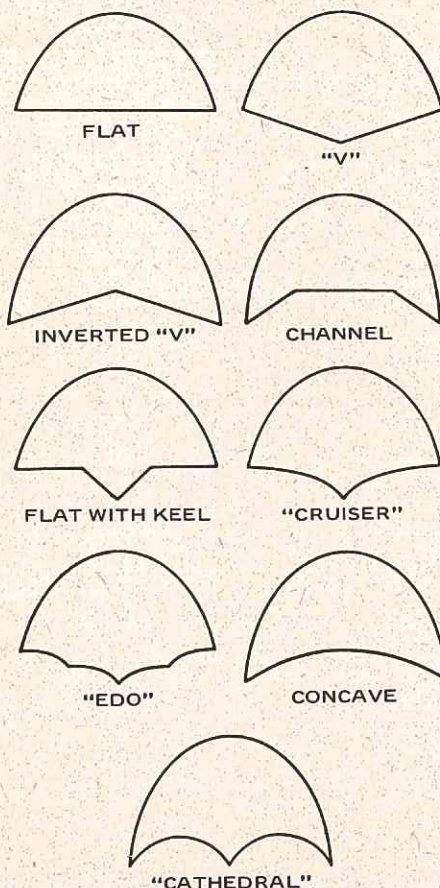 FLAT
"V"
INVERTED "V"
CHANNEL
FLAT WITH KEEL
"CRUISER"
"EDO"
CONCAVE
"CATHEDRAL"